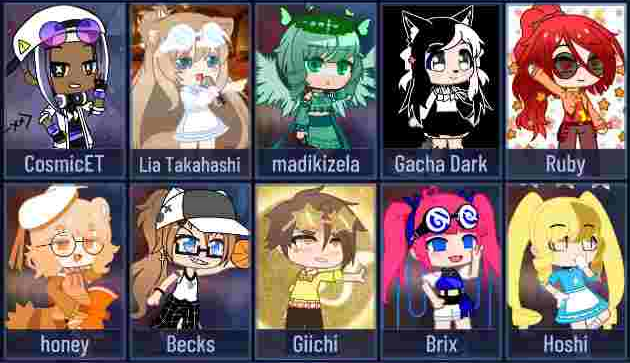 CosmicET
Lia Takahashi
madikizela
Gacha Dark
Ruby
honey
Becks
Giichi
Brix
Hoshi